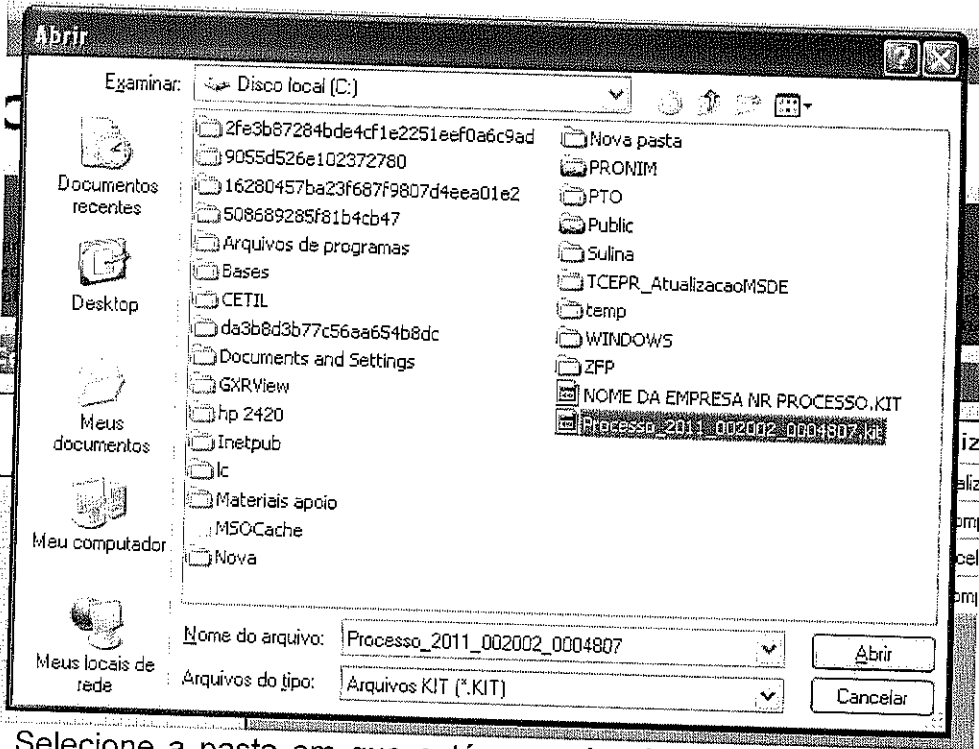 Abrir
Examinar: Disco local (C:)
Documentos recentes
Desktop
Meus documentos
Meu computador
Meus locais de rede
2fe3b87284bde4cf1e2251eef0a6c9ad
9055d526e102372780
16280457ba23f687f9807d4eea01e2
508689285f81b4cb47
Arquivos de programas
Bases
CETIL
da3b8d3b77c56aa654b8dc
Documents and Settings
GXRView
hp 2420
Inetpub
lc
Materiais apoio
MSOCache
Nova
Nova pasta
PRONIM
PTO
Public
Sulina
TCEPR_AtualizacaoMSDE
temp
WINDOWS
ZFP
NOME DA EMPRESA NR PROCESSO.KIT
Processo_2011_002002_0004807.kit
Nome do arquivo: Processo_2011_002002_0004807
Abrir
Arquivos do tipo: Arquivos KIT (*.KIT)
Cancelar
Selecione a pasta em que